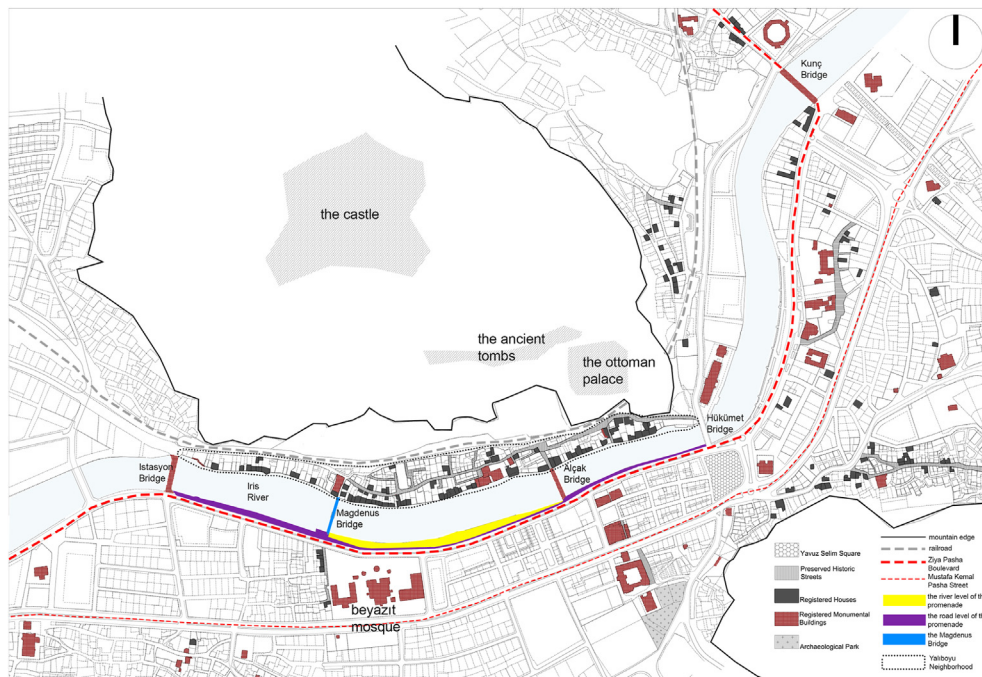 Kunç
Bridge
the castle
the ancient
tombs
the ottoman
palace
Hükümet
Bridge
Istasyon
Bridge
Iris
River
Alçak
Bridge
Magdenus
Bridge
beyazıt
mosque
Yavuz Selim Square
Preserved Historic
Streets
Registered Houses
Registered Monumental
Buildings
Archaeological Park
mountain edge
railroad
Ziya Pasha
Boulevard
Mustafa Kemal
Pasha Street
the river level of the
promenade
the road level of the
promenade
the Magdenus
Bridge
Yalıboyu
Neighborhood